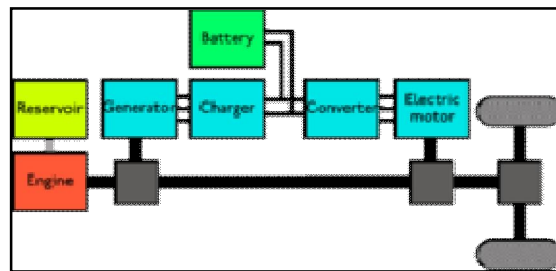 Battery
Reservoir
Generator
Charger
Converter
Electric
motor
Engine